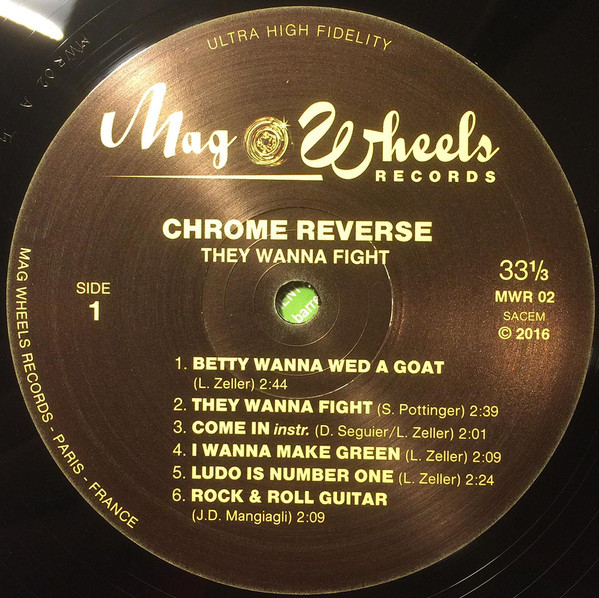 ULTRA HIGH FIDELITY
MWR 02 A
Mag Wheels
RECORDS
CHROME REVERSE
THEY WANNA FIGHT
SIDE
1
33⅓
MWR 02
SACEM
© 2016
barre
1. BETTY WANNA WED A GOAT
(L. Zeller) 2:44
2. THEY WANNA FIGHT (S. Pottinger) 2:39
3. COME IN instr. (D. Seguier/L. Zeller) 2:01
4. I WANNA MAKE GREEN (L. Zeller) 2:09
5. LUDO IS NUMBER ONE (L. Zeller) 2:24
6. ROCK & ROLL GUITAR
(J.D. Mangiagli) 2:09
MAG WHEELS RECORDS - PARIS - FRANCE